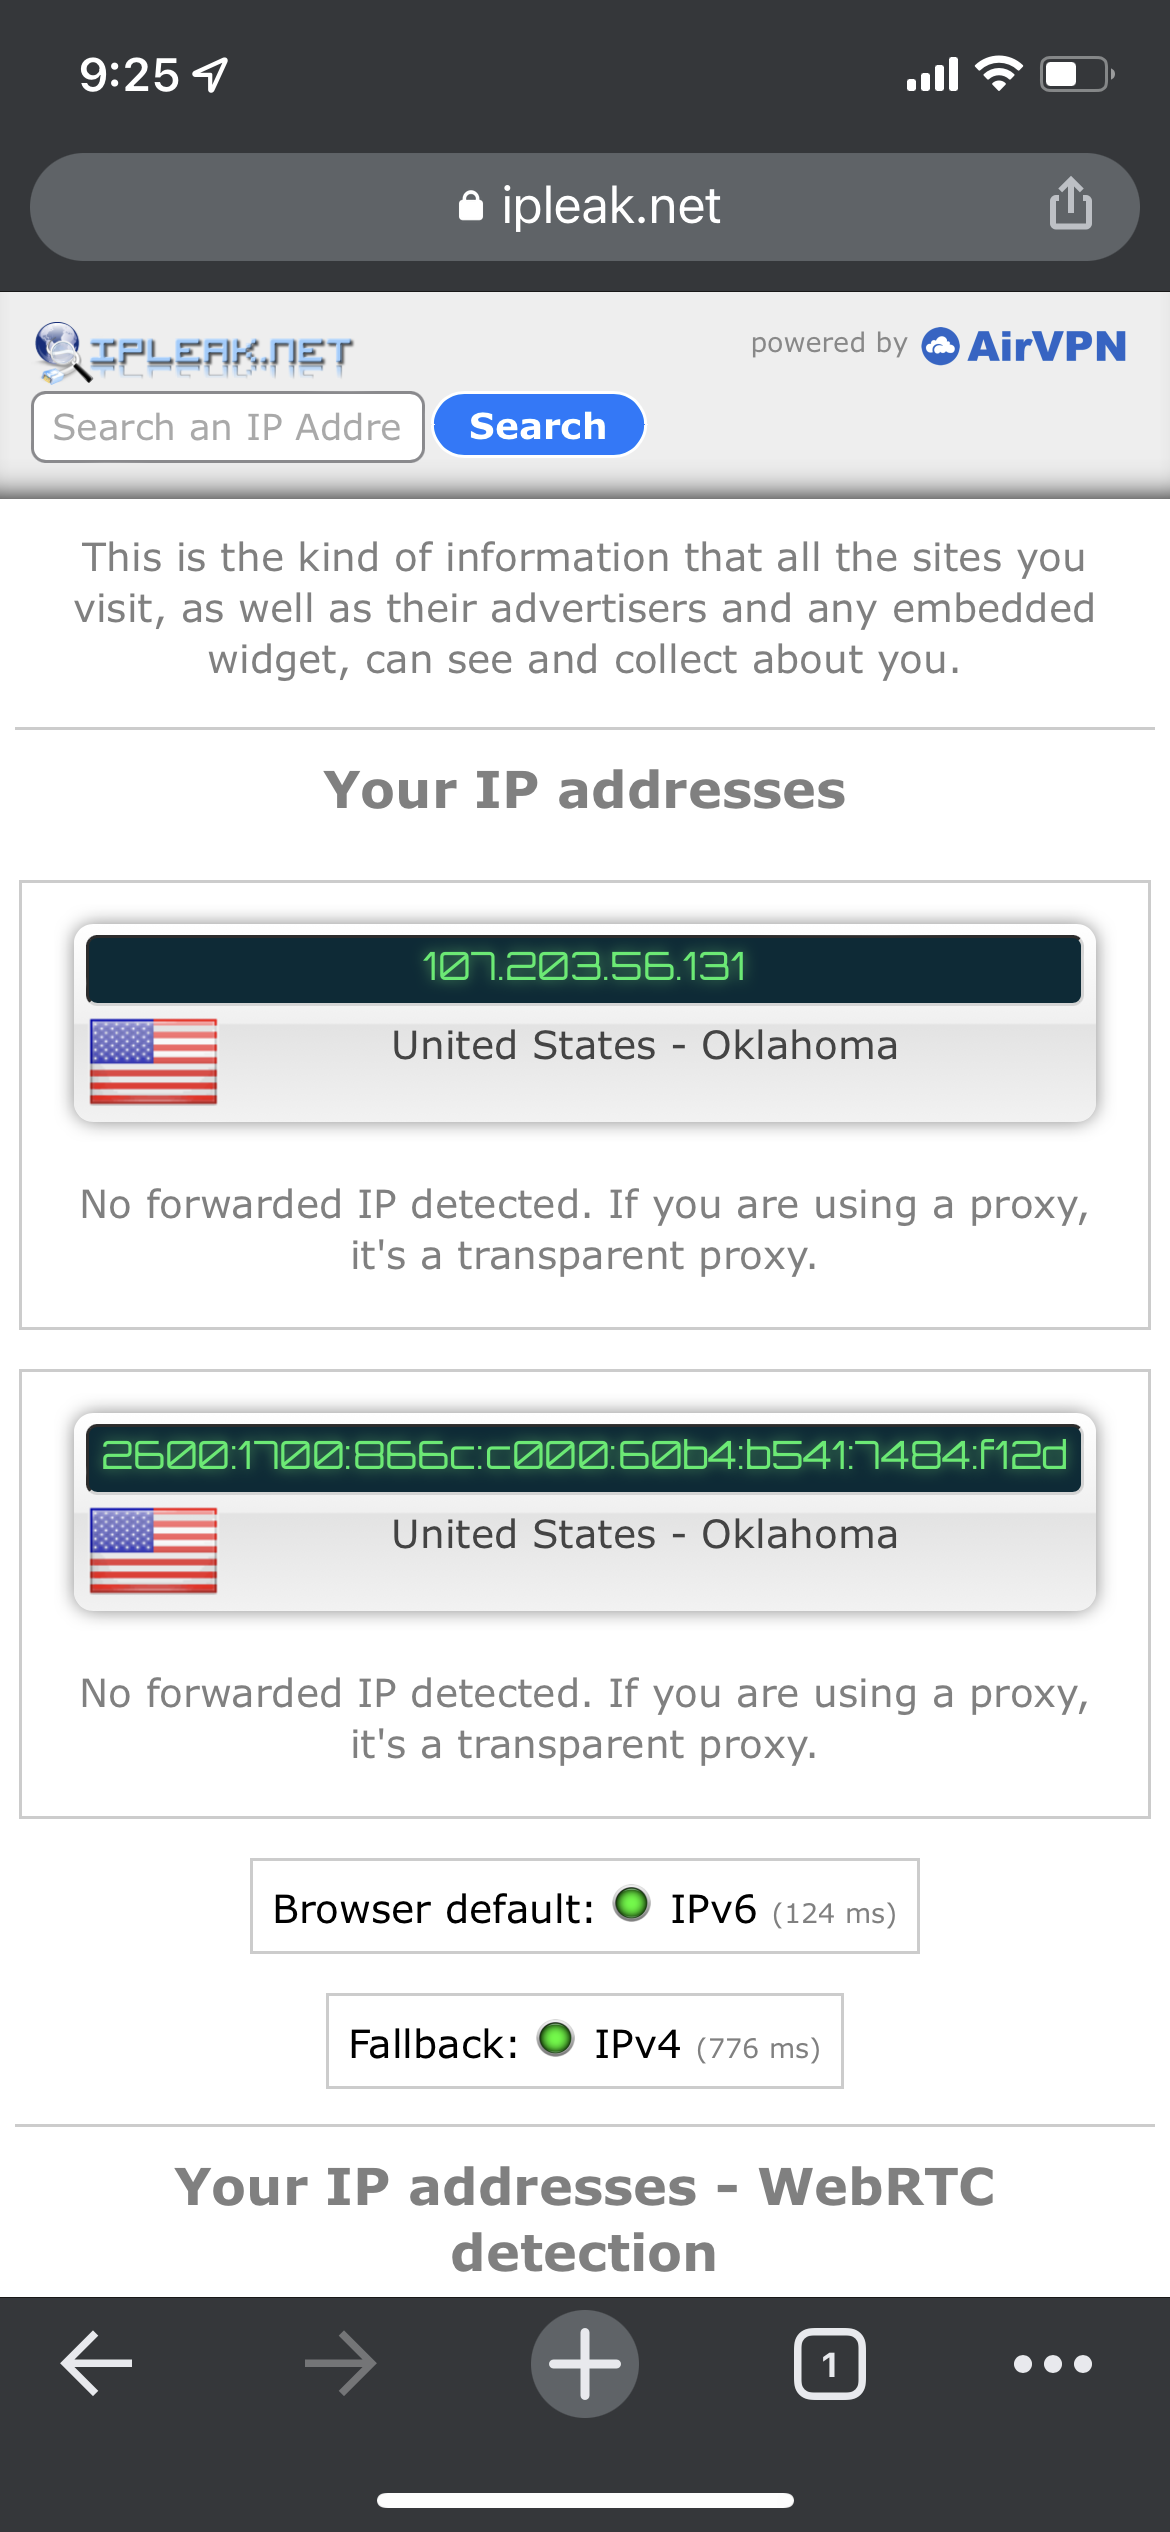 9:25
ipleak.net
IPLEAK.NET
powered by AirVPN
Search an IP Addre
Search
This is the kind of information that all the sites you
visit, as well as their advertisers and any embedded
widget, can see and collect about you.
Your IP addresses
107.203.56.131
United States - Oklahoma
No forwarded IP detected. If you are using a proxy,
it's a transparent proxy.
2600:1700:866c:c000:60b4:b541:7484:f12d
United States - Oklahoma
No forwarded IP detected. If you are using a proxy,
it's a transparent proxy.
Browser default: IPv6 (124 ms)
Fallback: IPv4 (776 ms)
Your IP addresses - WebRTC
detection
1